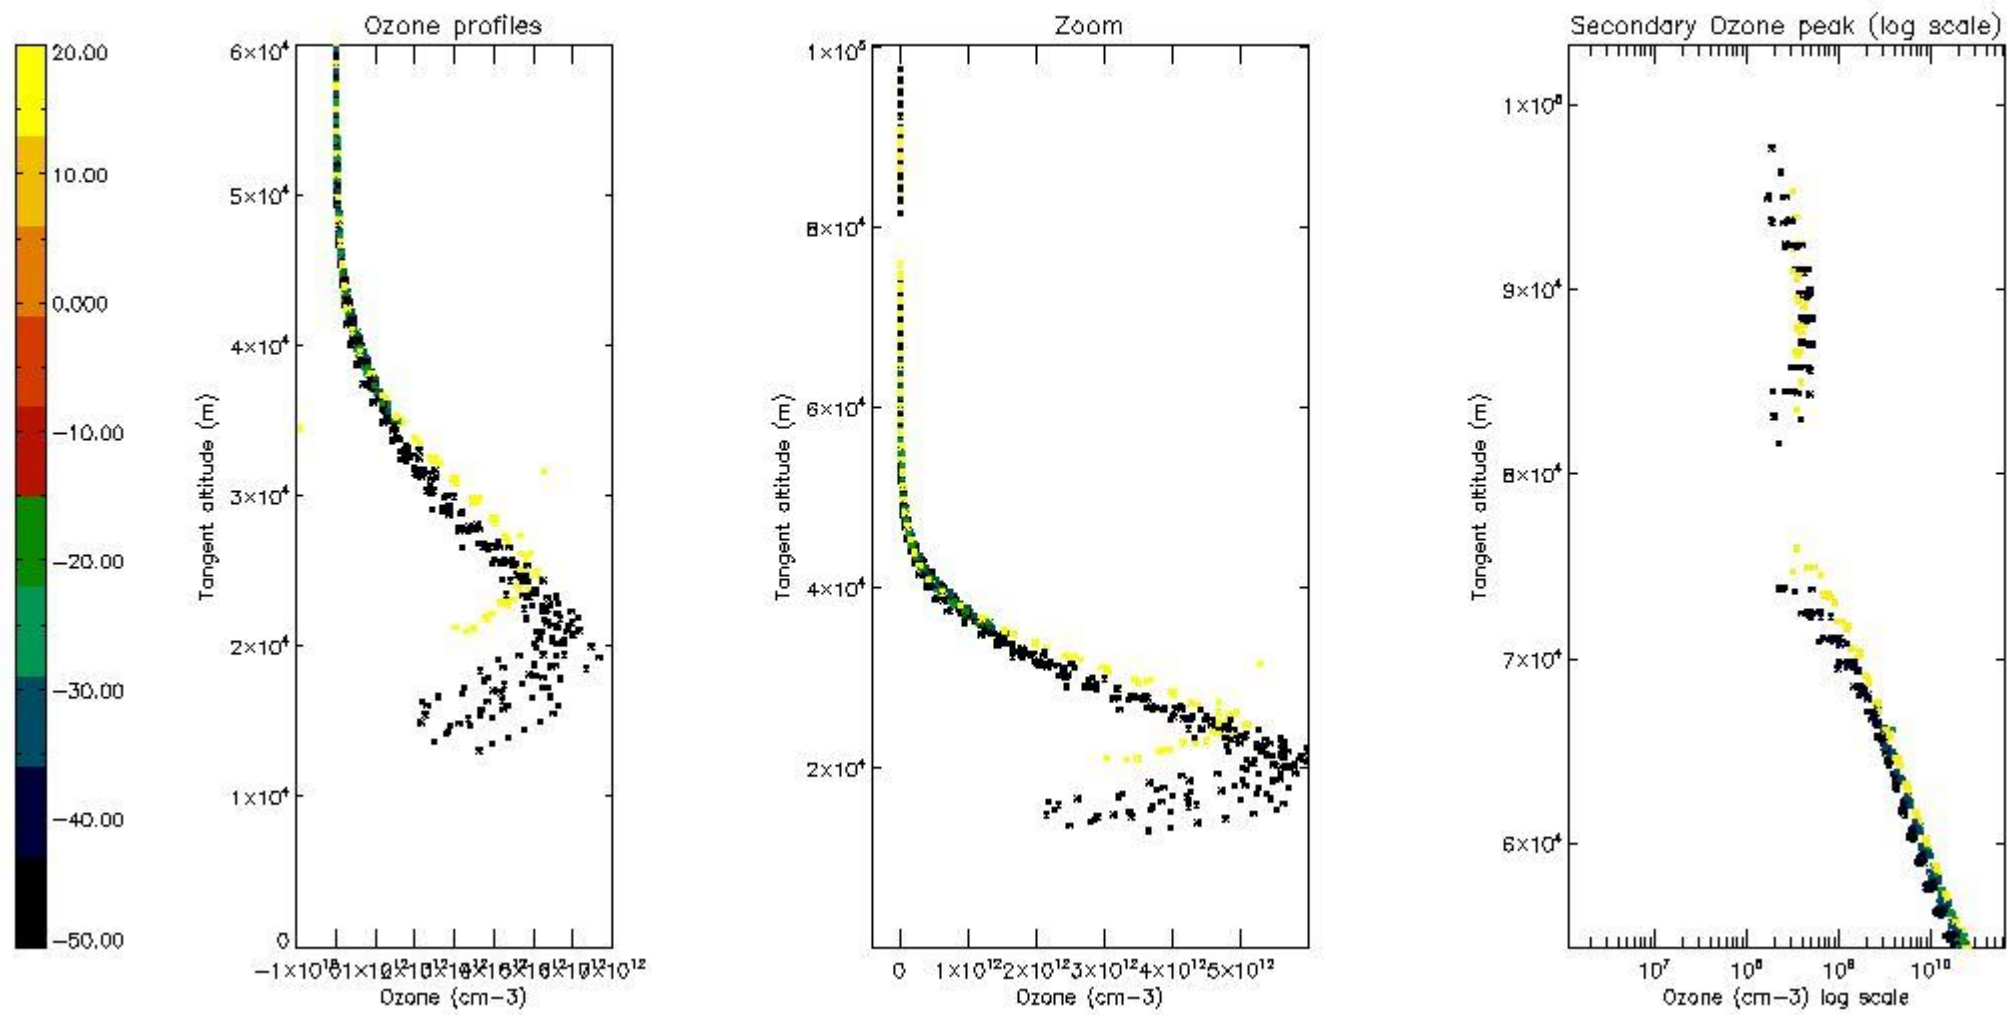 Ozone profiles
Zoom
Secondary Ozone peak (log scale)
20.00
10.00
0.000
−10.00
−20.00
−30.00
−40.00
−50.00
6×10⁴
5×10⁴
4×10⁴
3×10⁴
2×10⁴
1×10⁴
0
Tangent altitude (m)
Ozone (cm−3)
1×10⁵
8×10⁴
6×10⁴
4×10⁴
2×10⁴
Tangent altitude (m)
0 1×10¹² 2×10¹² 3×10¹² 4×10¹² 5×10¹²
Ozone (cm−3)
9×10⁴
8×10⁴
7×10⁴
6×10⁴
Tangent altitude (m)
10⁷ 10¹⁰
Ozone (cm−3) log scale